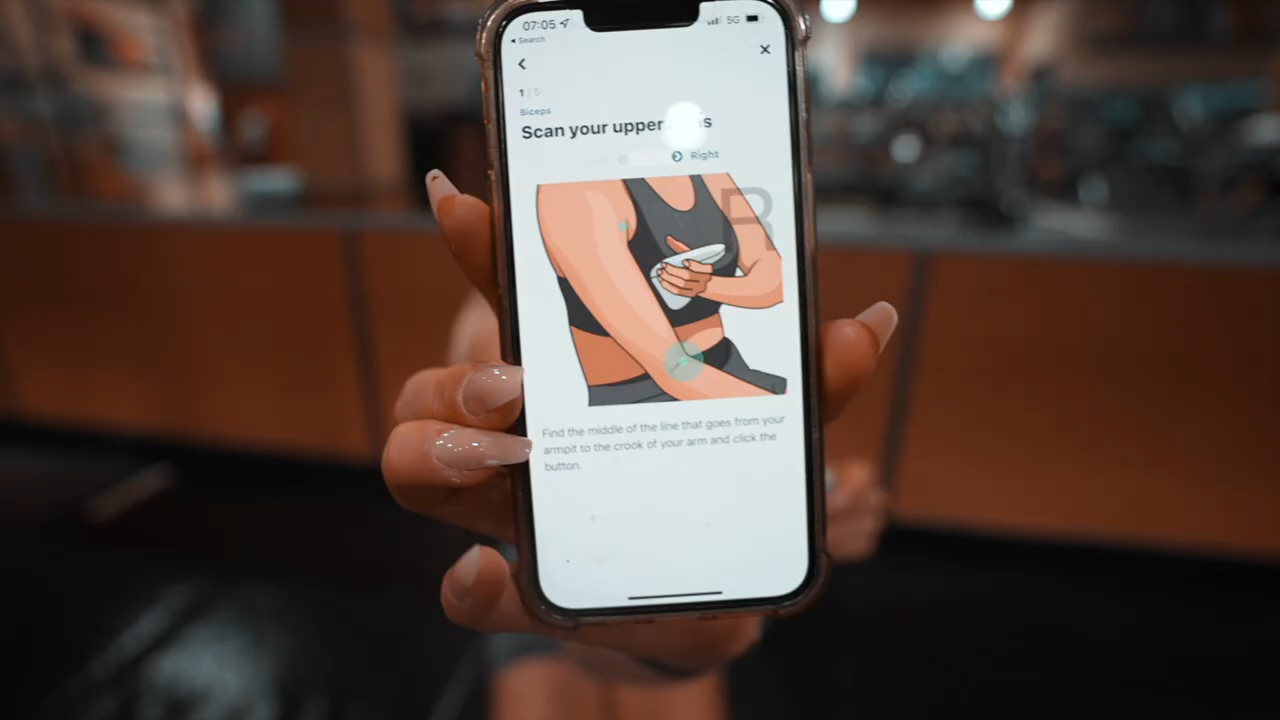 07:05
5G
Search
1 / 5
Biceps
Scan your upper
Right
R
Find the middle of the line that goes from your
armpit to the crook of your arm and click the
button.